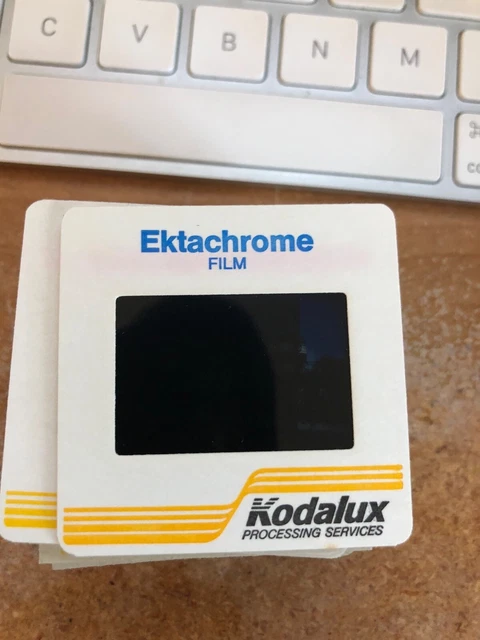 C V B N M
⌘
Ektachrome
FILM
Kodalux
PROCESSING SERVICES